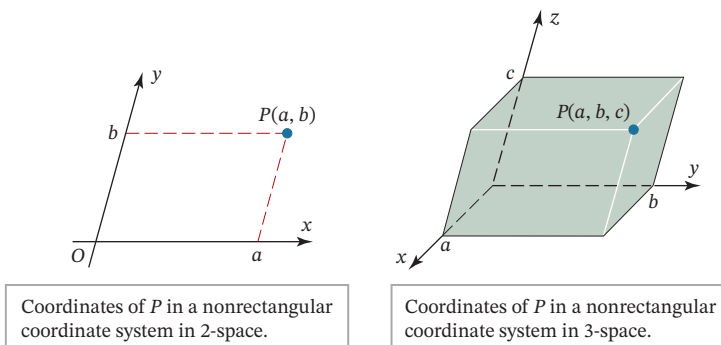 y
b
P(a, b)
x
O
a
Coordinates of P in a nonrectangular
coordinate system in 2-space.
z
c
P(a, b, c)
y
b
a
x
Coordinates of P in a nonrectangular
coordinate system in 3-space.